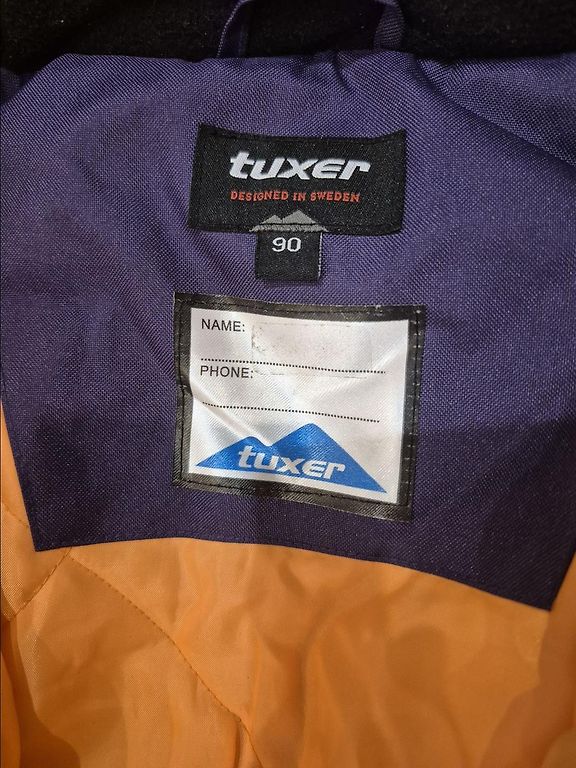 tuxer
DESIGNED IN SWEDEN
90
NAME:
PHONE:
tuxer